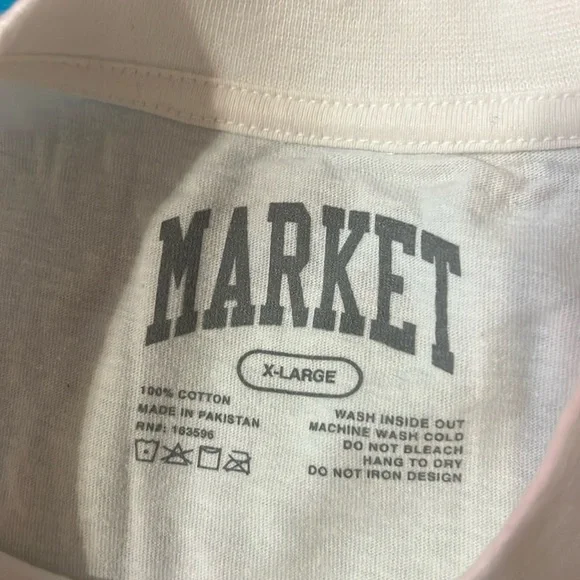 MARKET
X-LARGE
100% COTTON
MADE IN PAKISTAN
RN#: 163596
WASH INSIDE OUT
MACHINE WASH COLD
DO NOT BLEACH
HANG TO DRY
DO NOT IRON DESIGN